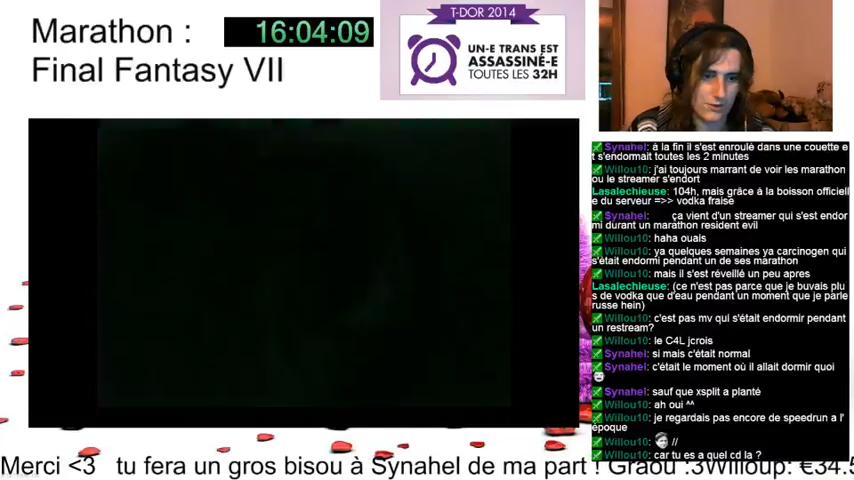 Marathon :
Final Fantasy VII
16:04:09
T-DOR 2014
UN-E TRANS EST
ASSASSINÉ-E
TOUTES LES 32H
Synahel: à la fin il s'est enroulé dans une couette e
t s'endormait toutes les 2 minutes
Willou10: j'ai toujours marrant de voir les marathon
ou le streamer s'endort
Lasalechieuse: 104h, mais grâce à la boisson officiell
e du serveur =>> vodka fraise
Synahel: ça vient d'un streamer qui s'est endor
mi durant un marathon resident evil
Willou10: haha ouais
Willou10: ya quelques semaines ya carcinogen qui
s'était endormi pendant un de ses marathon
Willou10: mais il s'est réveillé un peu apres
Lasalechieuse: (ce n'est pas parce que je buvais plu
s de vodka que d'eau pendant un moment que je parle
russe hein)
Willou10: c'est pas mv qui s'était endormir pendant
un restream?
Willou10: le C4L jcrois
Synahel: si mais c'était normal
Synahel: c'était le moment où il allait dormir quoi
Synahel: sauf que xsplit a planté
Willou10: ah oui ^^
Willou10: je regardais pas encore de speedrun a l'
époque
Willou10: //
Willou10: car tu es a quel cd la ?
Merci <3 tu fera un gros bisou à Synahel de ma part ! Graou :3Willoup: €34.5